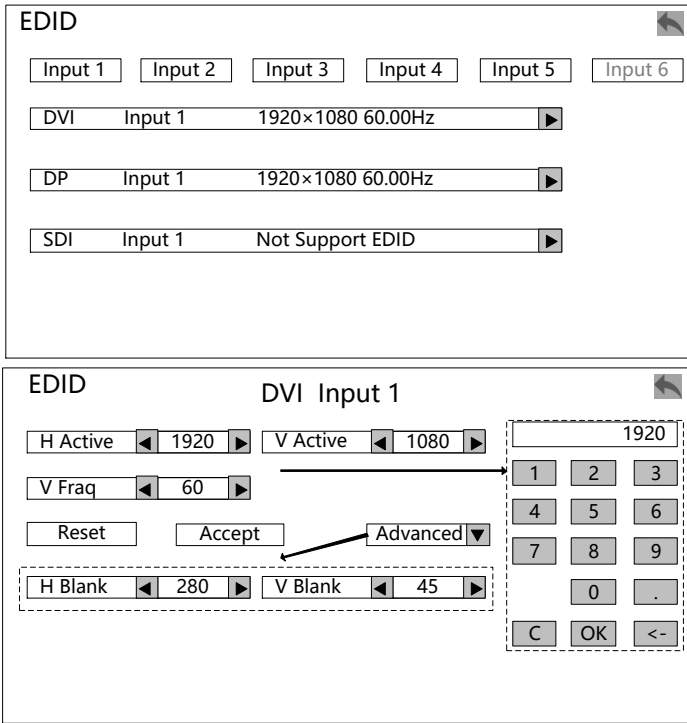 EDID
Input 1 Input 2 Input 3 Input 4 Input 5 Input 6
DVI Input 1 1920×1080 60.00Hz
DP Input 1 1920×1080 60.00Hz
SDI Input 1 Not Support EDID
EDID
DVI Input 1
H Active 1920 V Active 1080
V Fraq 60
Reset Accept Advanced
H Blank 280 V Blank 45
1920
1 2 3
4 5 6
7 8 9
0 .
C OK <-